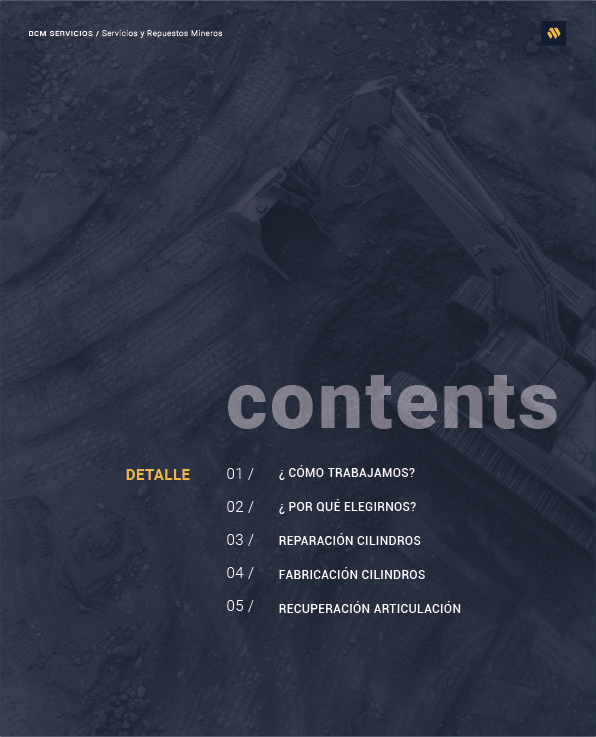 BCM SERVICIOS / Servicios y Repuestos Mineros
contents
DETALLE
01 / ¿ CÓMO TRABAJAMOS?
02 / ¿ POR QUÉ ELEGIRNOS?
03 / REPARACIÓN CILINDROS
04 / FABRICACIÓN CILINDROS
05 / RECUPERACIÓN ARTICULACIÓN